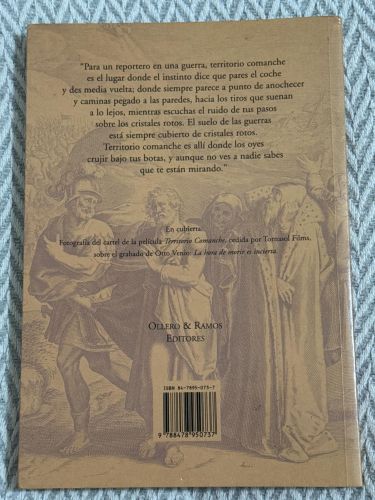 "Para un reportero en una guerra, territorio comanche
es el lugar donde el instinto dice que pares el coche
y des media vuelta; donde siempre parece a punto de anochecer
y caminas pegado a las paredes, hacia los tiros que suenan
a lo lejos, mientras escuchas el ruido de tus pasos
sobre los cristales rotos. El suelo de las guerras
está siempre cubierto de cristales rotos.
Territorio comanche es allí donde los oyes
crujir bajo tus botas, y aunque no ves a nadie sabes
que te están mirando."
En cubierta:
Fotografía del cartel de la película Territorio Comanche, cedida por Tornasol Films,
sobre el grabado de Otto Venio: La hora de morir es incierta.
OLLERO & RAMOS
EDITORES
ISBN 84-7895-073-7
9 788478 950737